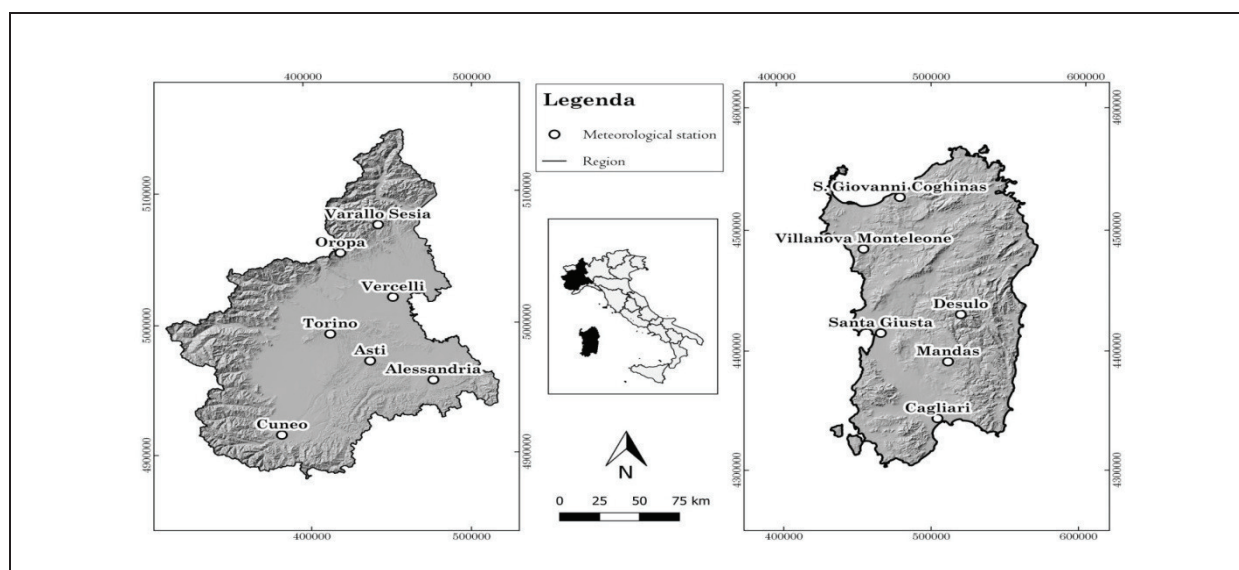 400000 500000
5100000
5000000
4900000
Varallo Sesia
Oropa
Vercelli
Torino
Asti
Alessandria
Cuneo
5100000
5000000
4900000
400000 500000
Legenda
Meteorological station
Region
N
0 25 50 75 km
400000 500000 600000
4600000
4500000
4400000
4300000
S. Giovanni Coghinas
Villanova Monteleone
Desulo
Santa Giusta
Mandas
Cagliari
4600000
4500000
4400000
4300000
400000 500000 600000